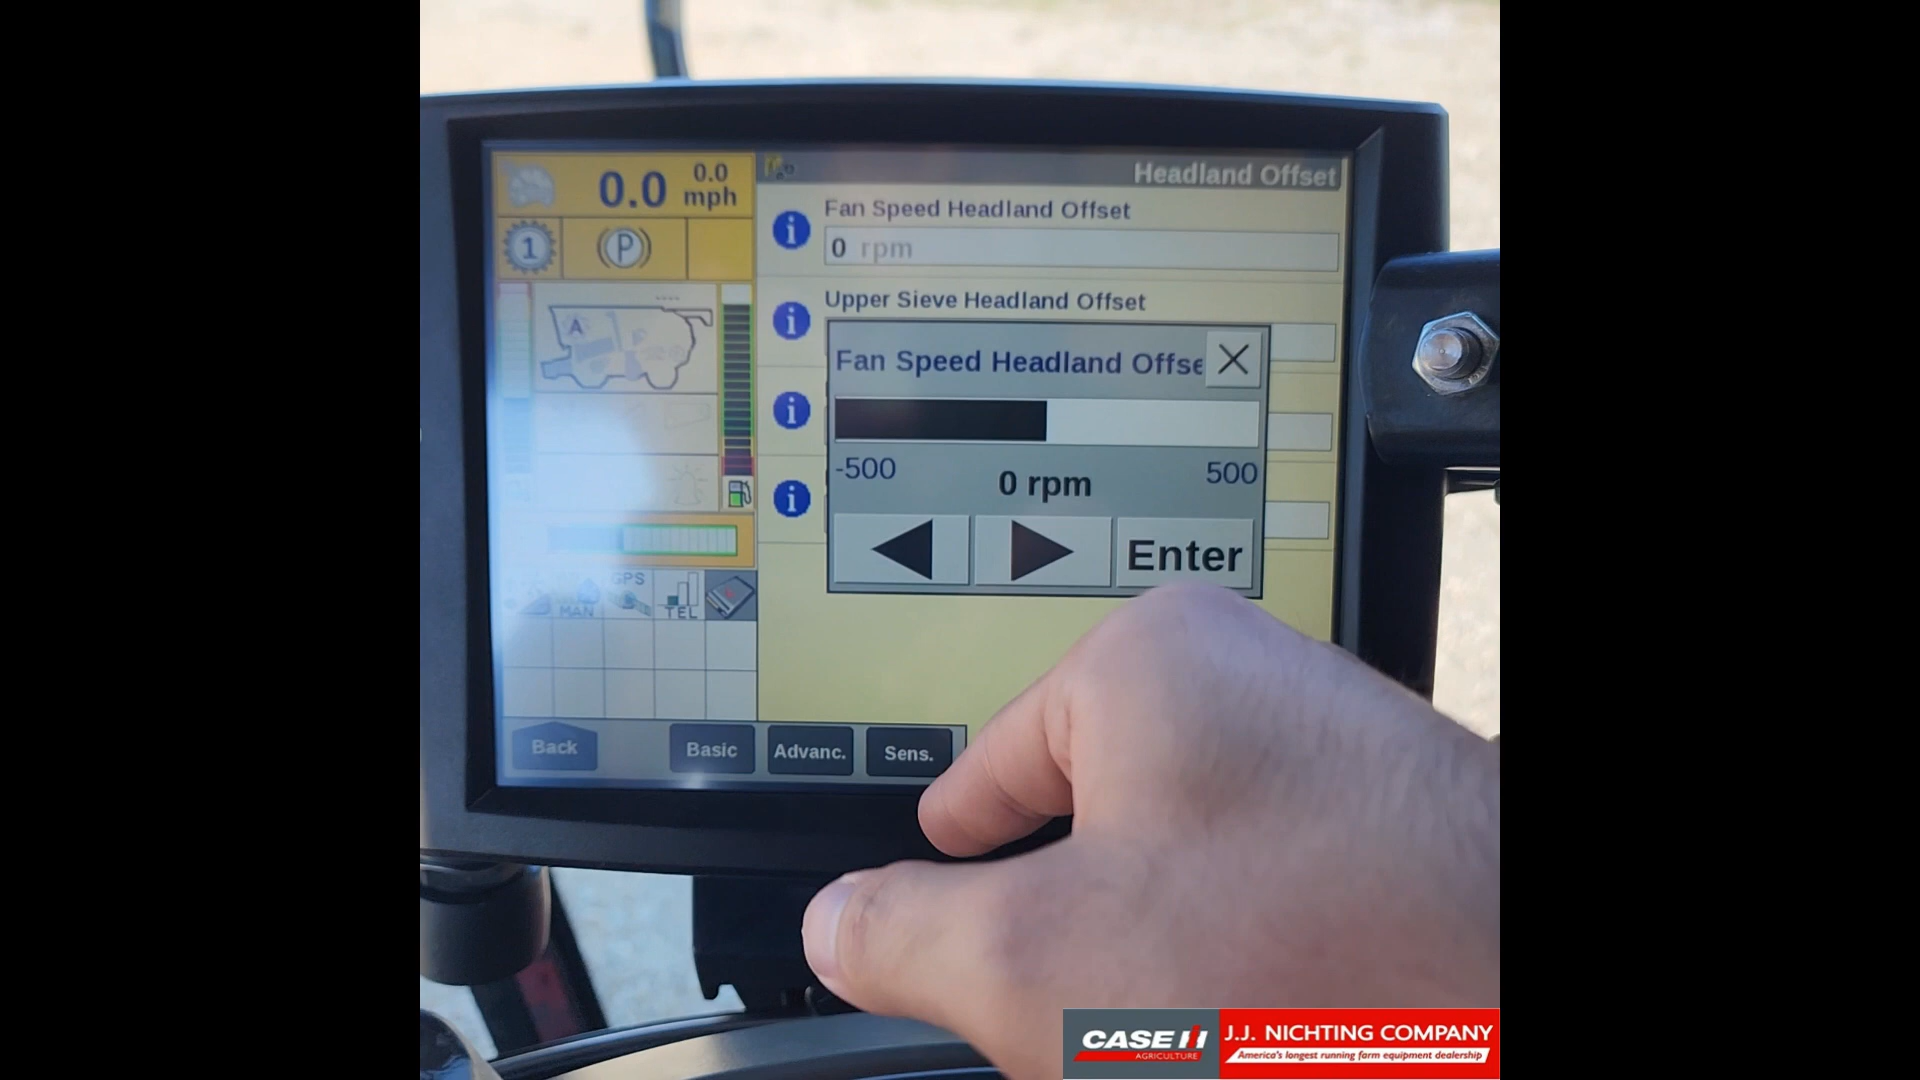 0.0
0.0
mph
1
P
A
GPS
MAN
TEL
Headland Offset
Fan Speed Headland Offset
0 rpm
Upper Sieve Headland Offset
Fan Speed Headland Offse
-500
0 rpm
500
Enter
Back
Basic
Advanc.
Sens.
CASE IH
AGRICULTURE
J.J. NICHTING COMPANY
America's longest running farm equipment dealership